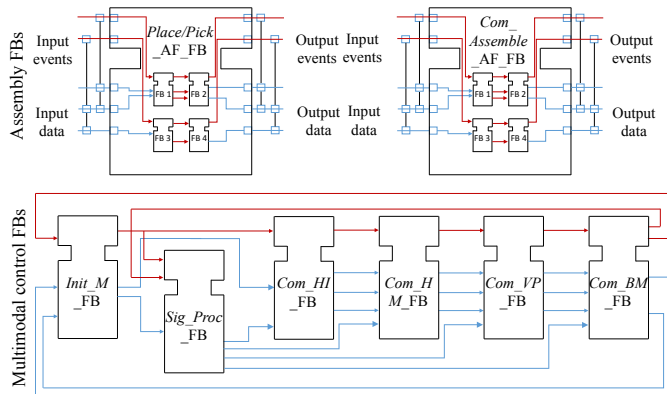 Assembly FBs
Input
events
Input
data
Place/Pick
_AF_FB
FB 1
FB 2
FB 3
FB 4
Output
events
Output
data
Input
events
Input
data
Com_
Assemble
_AF_FB
FB 1
FB 2
FB 3
FB 4
Output
events
Output
data
Multimodal control FBs
Init_M
_FB
Sig_Proc
_FB
Com_HI
_FB
Com_H
M_FB
Com_VP
_FB
Com_BM
_FB